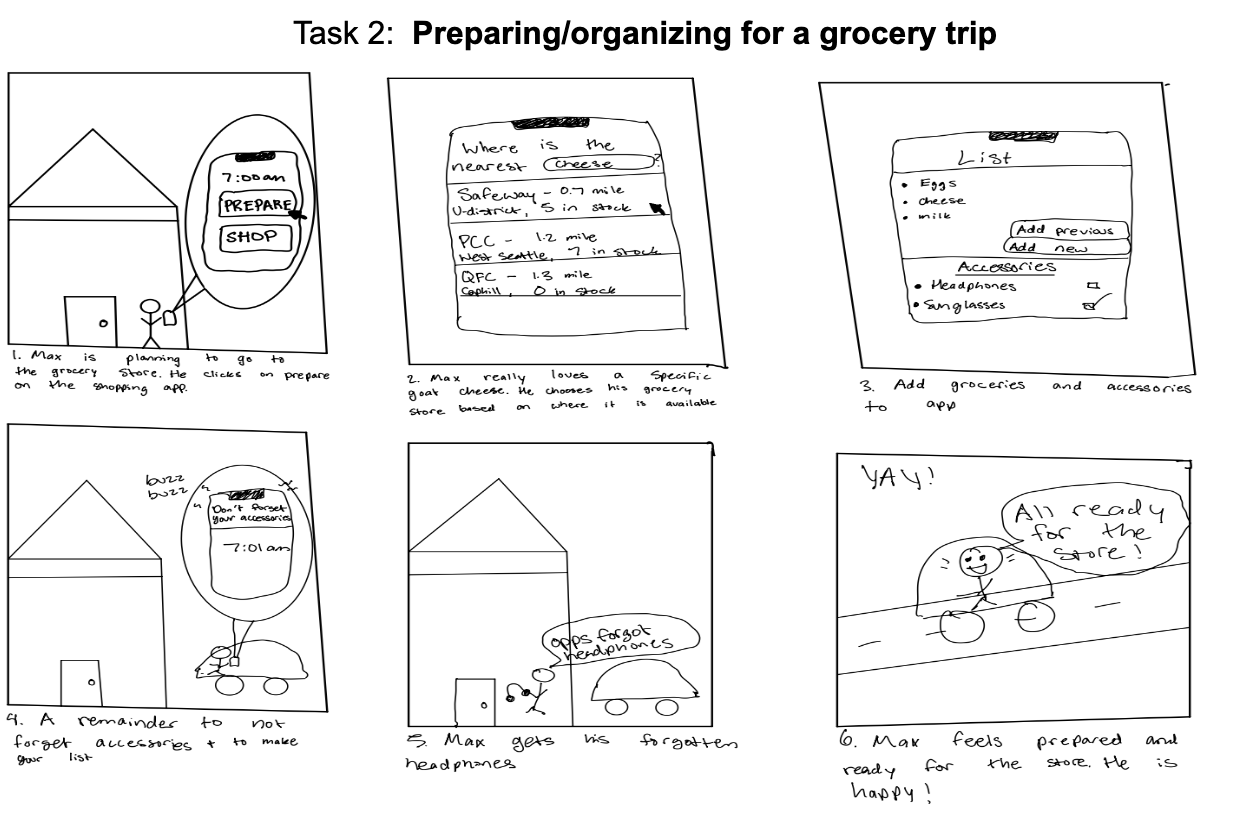 Task 2: Preparing/organizing for a grocery trip
7:00am
PREPARE
SHOP
1. Max is planning to go to
the grocery store. He clicks on prepare
on the shopping app.
Where is the
nearest cheese?
Safeway - 0.7 mile
U-district, 5 in stock
PCC - 1.2 mile
West Seattle, 7 in stock
QFC - 1.3 mile
Caphill, 0 in stock
2. Max really loves a specific
goat cheese. He chooses his grocery
store based on where it is available
List
• Eggs
• cheese
• milk
Add previous
Add new
Accessories
• Headphones
• Sunglasses
3. Add groceries and accessories
to app
buzz
buzz
Don't forget
your accessories
7:01am
4. A remainder to not
forget accessories + to make
your list
opps forgot
headphones
5. Max gets his forgotten
headphones
YAY!
All ready
for the
store!
6. Max feels prepared and
ready for the store. He is
happy!